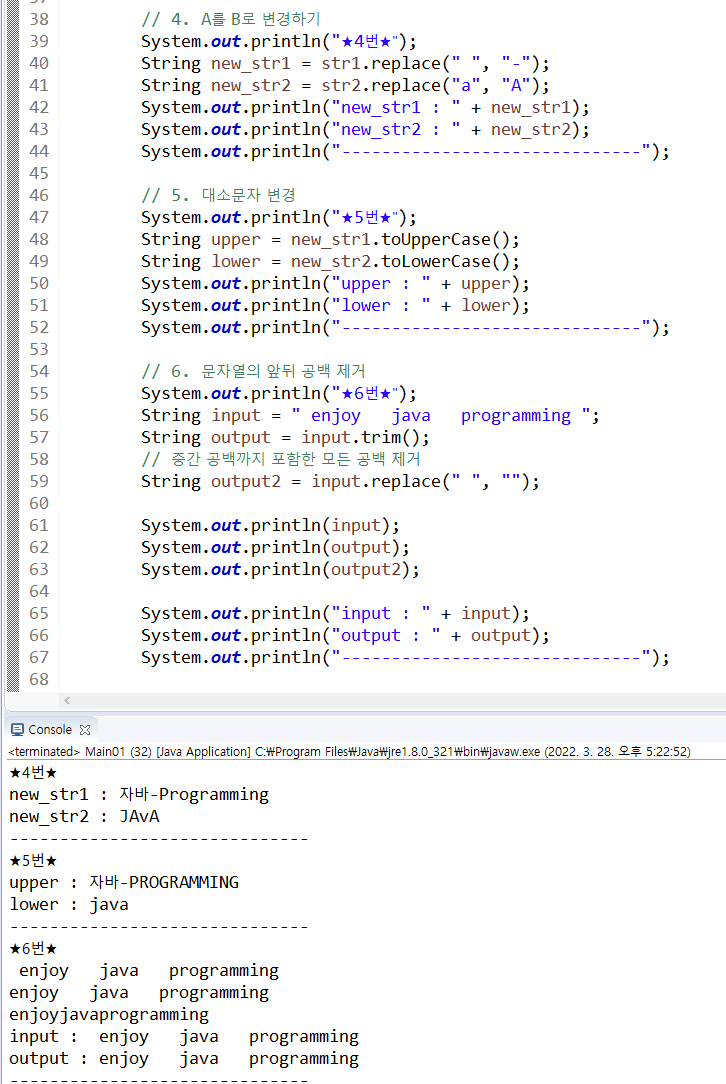 38 // 4. A를 B로 변경하기
39 System.out.println("★4번★");
40 String new_str1 = str1.replace(" ", "-");
41 String new_str2 = str2.replace("a", "A");
42 System.out.println("new_str1 : " + new_str1);
43 System.out.println("new_str2 : " + new_str2);
44 System.out.println("------------------------------");
45
46 // 5. 대소문자 변경
47 System.out.println("★5번★");
48 String upper = new_str1.toUpperCase();
49 String lower = new_str2.toLowerCase();
50 System.out.println("upper : " + upper);
51 System.out.println("lower : " + lower);
52 System.out.println("------------------------------");
53
54 // 6. 문자열의 앞뒤 공백 제거
55 System.out.println("★6번★");
56 String input = " enjoy   java   programming ";
57 String output = input.trim();
58 // 중간 공백까지 포함한 모든 공백 제거
59 String output2 = input.replace(" ", "");
60
61 System.out.println(input);
62 System.out.println(output);
63 System.out.println(output2);
64
65 System.out.println("input : " + input);
66 System.out.println("output : " + output);
67 System.out.println("------------------------------");
68
Console
<terminated> Main01 (32) [Java Application] C:₩Program Files₩Java₩jre1.8.0_321₩bin₩javaw.exe (2022. 3. 28. 오후 5:22:52)
★4번★
new_str1 : 자바-Programming
new_str2 : JAvA
------------------------------
★5번★
upper : 자바-PROGRAMMING
lower : java
------------------------------
★6번★
 enjoy   java   programming
enjoy   java   programming
enjoyjavaprogramming
input :  enjoy   java   programming
output : enjoy   java   programming
------------------------------